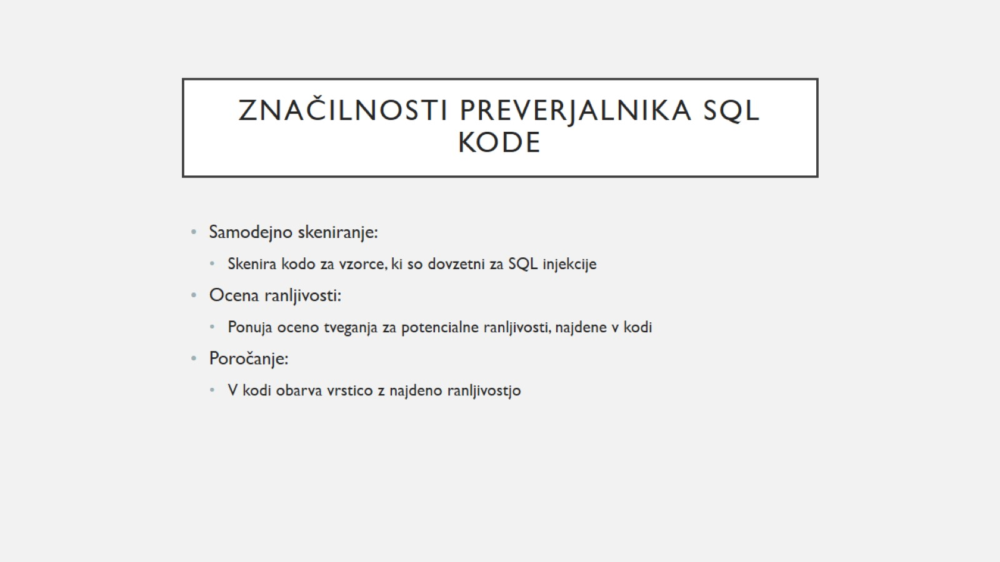 ZNAČILNOSTI PREVERJALNIKA SQL
KODE
• Samodejno skeniranje:
• Skenira kodo za vzorce, ki so dovzetni za SQL injekcije
• Ocena ranljivosti:
• Ponuja oceno tveganja za potencialne ranljivosti, najdene v kodi
• Poročanje:
• V kodi obarva vrstico z najdeno ranljivostjo